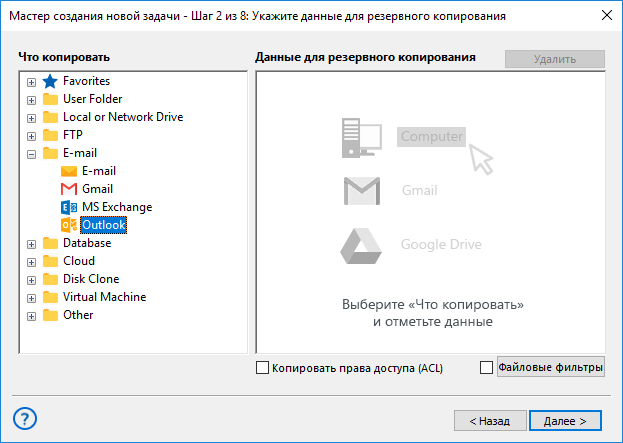 Мастер создания новой задачи - Шаг 2 из 8: Укажите данные для резервного копирования
Что копировать
Данные для резервного копирования
Удалить
Favorites
User Folder
Local or Network Drive
FTP
E-mail
E-mail
Gmail
MS Exchange
Outlook
Database
Cloud
Disk Clone
Virtual Machine
Other
Computer
Gmail
Google Drive
Выберите «Что копировать»
и отметьте данные
Копировать права доступа (ACL)
Файловые фильтры
?
< Назад
Далее >